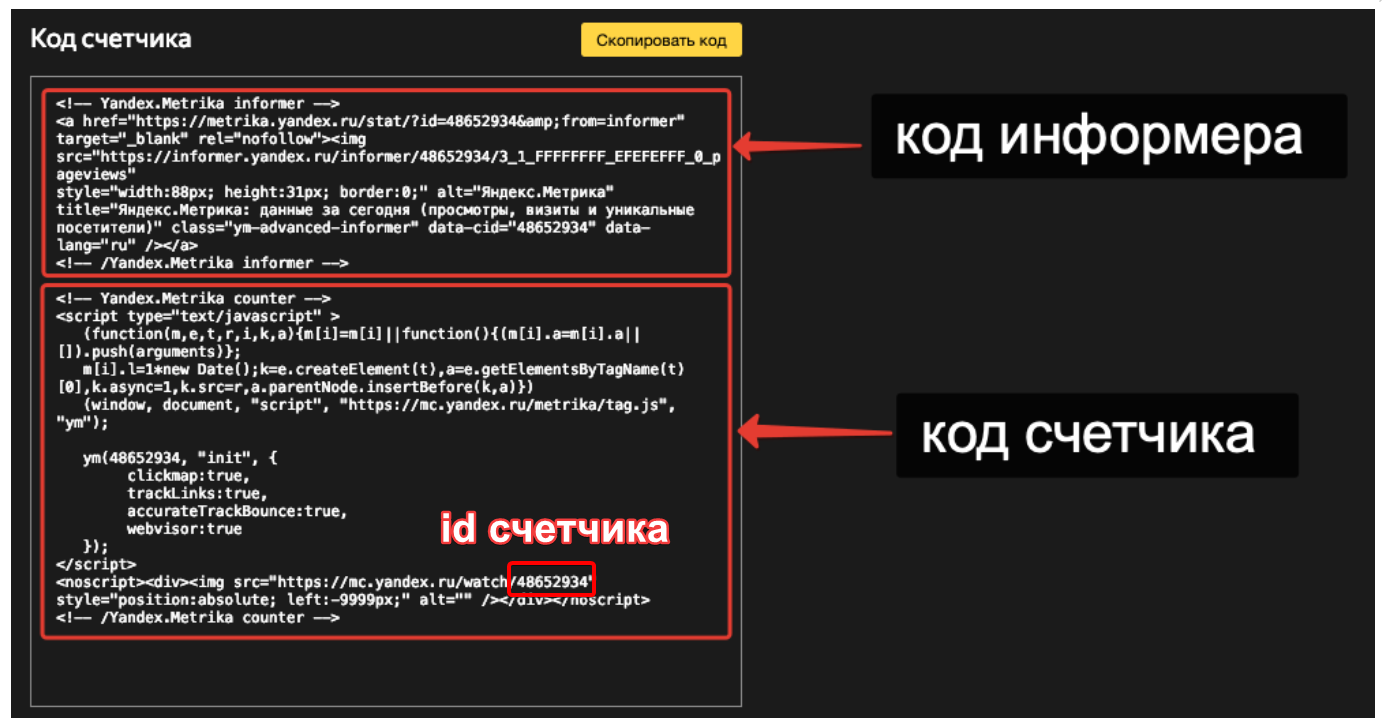 Код счетчика
Скопировать код
<!-- Yandex.Metrika informer -->
<a href="https://metrika.yandex.ru/stat/?id=48652934&amp;from=informer"
target="_blank" rel="nofollow"><img
src="https://informer.yandex.ru/informer/48652934/3_1_FFFFFFFF_EFEFEFFF_0_p
ageviews"
style="width:88px; height:31px; border:0;" alt="Яндекс.Метрика"
title="Яндекс.Метрика: данные за сегодня (просмотры, визиты и уникальные
посетители)" class="ym-advanced-informer" data-cid="48652934" data-
lang="ru" /></a>
<!-- /Yandex.Metrika informer -->
код информера
<!-- Yandex.Metrika counter -->
<script type="text/javascript" >
(function(m,e,t,r,i,k,a){m[i]=m[i]||function(){(m[i].a=m[i].a||
[]).push(arguments)};
m[i].l=1*new Date();k=e.createElement(t),a=e.getElementsByTagName(t)
[0],k.async=1,k.src=r,a.parentNode.insertBefore(k,a)})
(window, document, "script", "https://mc.yandex.ru/metrika/tag.js",
"ym");
код счетчика
ym(48652934, "init", {
clickmap:true,
trackLinks:true,
accurateTrackBounce:true,
webvisor:true
});
id счетчика
</script>
<noscript><div><img src="https://mc.yandex.ru/watch/48652934"
style="position:absolute; left:-9999px;" alt="" /></div></noscript>
<!-- /Yandex.Metrika counter -->